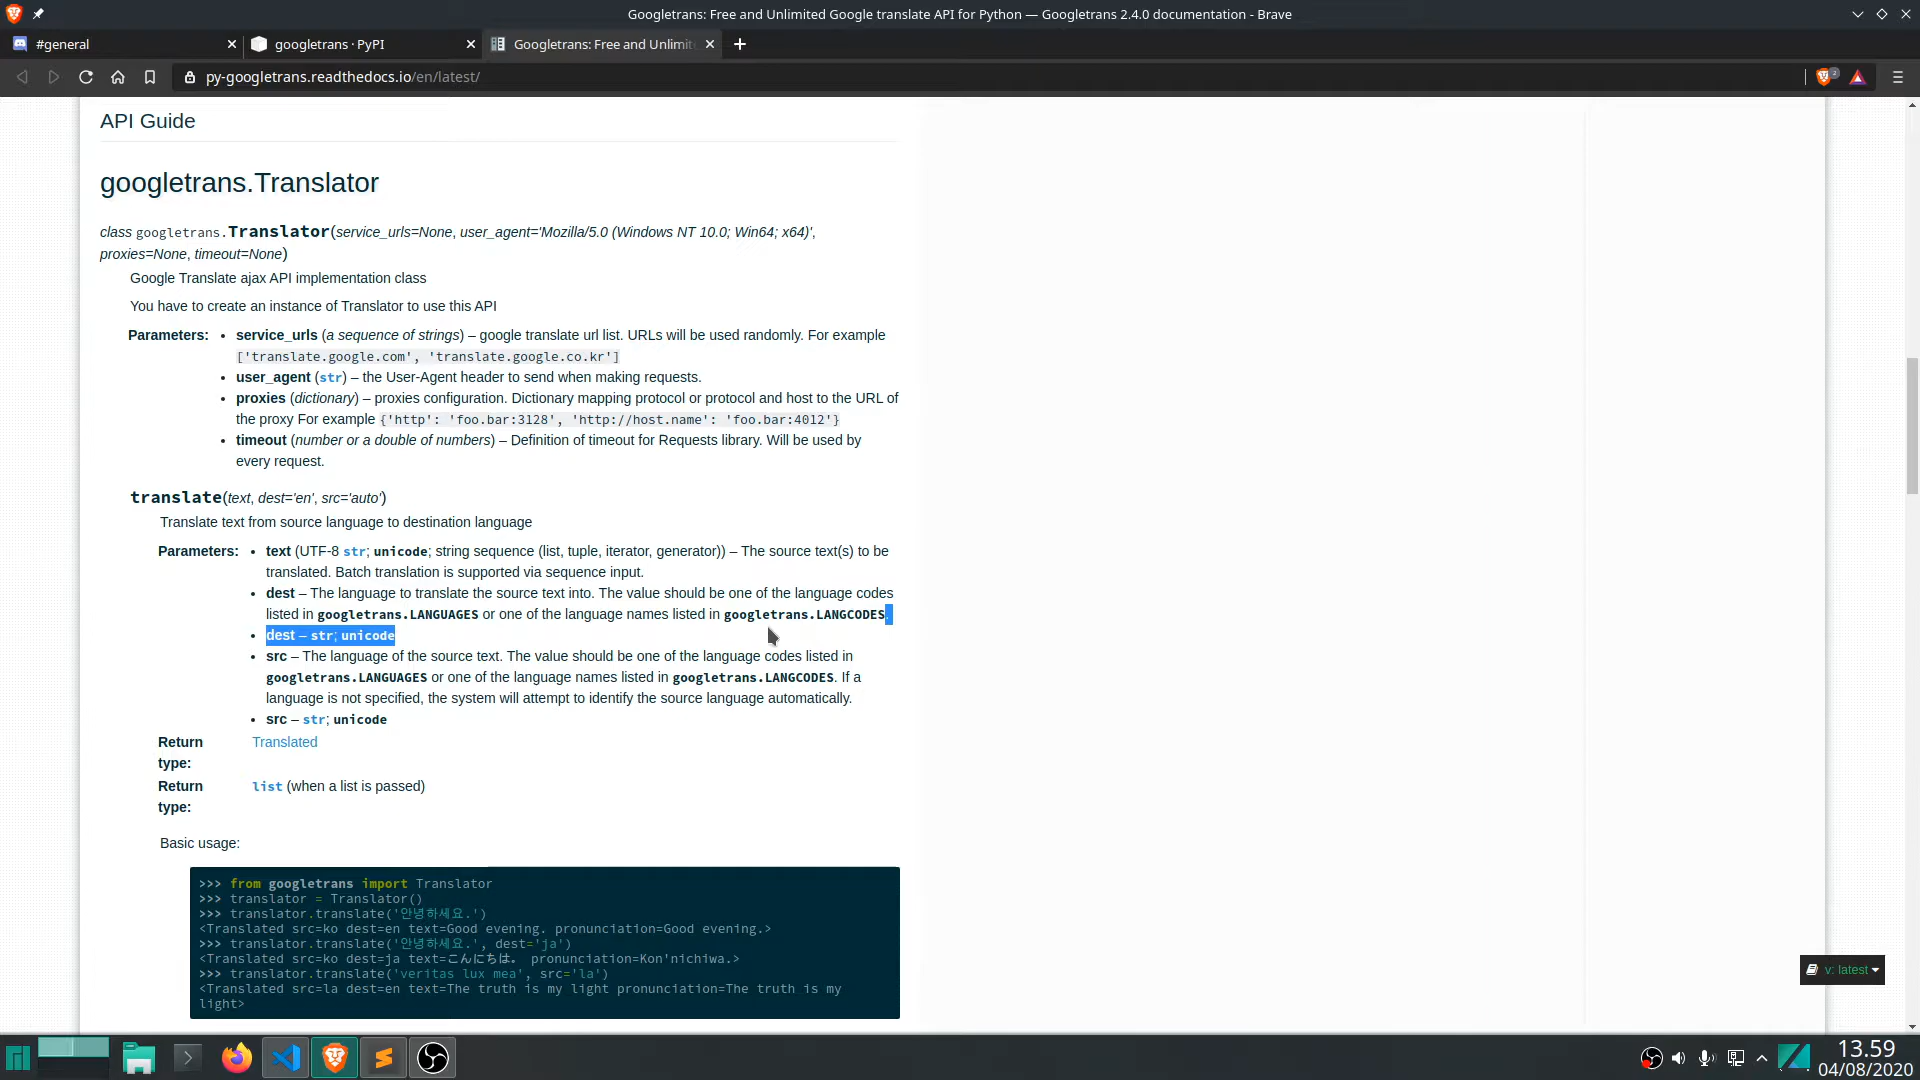 Googletrans: Free and Unlimited Google translate API for Python — Googletrans 2.4.0 documentation - Brave
#general
googletrans · PyPI
Googletrans: Free and Unlimit
py-googletrans.readthedocs.io/en/latest/
API Guide
googletrans.Translator
class googletrans.Translator(service_urls=None, user_agent='Mozilla/5.0 (Windows NT 10.0; Win64; x64)',
proxies=None, timeout=None)
Google Translate ajax API implementation class
You have to create an instance of Translator to use this API
Parameters: • service_urls (a sequence of strings) – google translate url list. URLs will be used randomly. For example
['translate.google.com', 'translate.google.co.kr']
• user_agent (str) – the User-Agent header to send when making requests.
• proxies (dictionary) – proxies configuration. Dictionary mapping protocol or protocol and host to the URL of
the proxy For example {'http': 'foo.bar:3128', 'http://host.name': 'foo.bar:4012'}
• timeout (number or a double of numbers) – Definition of timeout for Requests library. Will be used by
every request.
translate(text, dest='en', src='auto')
Translate text from source language to destination language
Parameters: • text (UTF-8 str; unicode; string sequence (list, tuple, iterator, generator)) – The source text(s) to be
translated. Batch translation is supported via sequence input.
• dest – The language to translate the source text into. The value should be one of the language codes
listed in googletrans.LANGUAGES or one of the language names listed in googletrans.LANGCODES.
• dest – str; unicode
• src – The language of the source text. The value should be one of the language codes listed in
googletrans.LANGUAGES or one of the language names listed in googletrans.LANGCODES. If a
language is not specified, the system will attempt to identify the source language automatically.
• src – str; unicode
Return Translated
type:
Return list (when a list is passed)
type:
Basic usage:
>>> from googletrans import Translator
>>> translator = Translator()
>>> translator.translate('안녕하세요.')
<Translated src=ko dest=en text=Good evening. pronunciation=Good evening.>
>>> translator.translate('안녕하세요.', dest='ja')
<Translated src=ko dest=ja text=こんにちは。 pronunciation=Kon'nichiwa.>
>>> translator.translate('veritas lux mea', src='la')
<Translated src=la dest=en text=The truth is my light pronunciation=The truth is my
light>
v: latest
13.59
04/08/2020